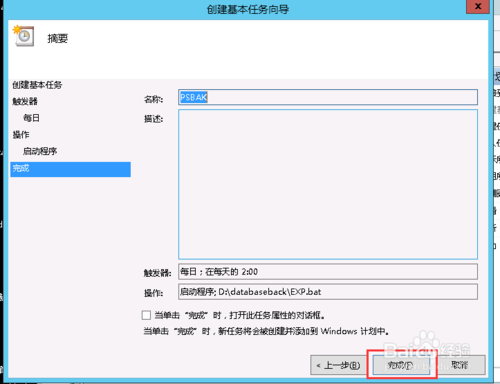 创建基本任务向导
x
摘要
创建基本任务
触发器
每日
操作
启动程序
完成
名称:
PSBAK
描述:
触发器: 每日；在每天的 2:00
操作: 启动程序; D:\databaseback\EXP.bat
当单击“完成”时，打开此任务属性的对话框。
当单击“完成”时，新任务将会被创建并添加到 Windows 计划中。
< 上一步(B)
完成(F)
取消